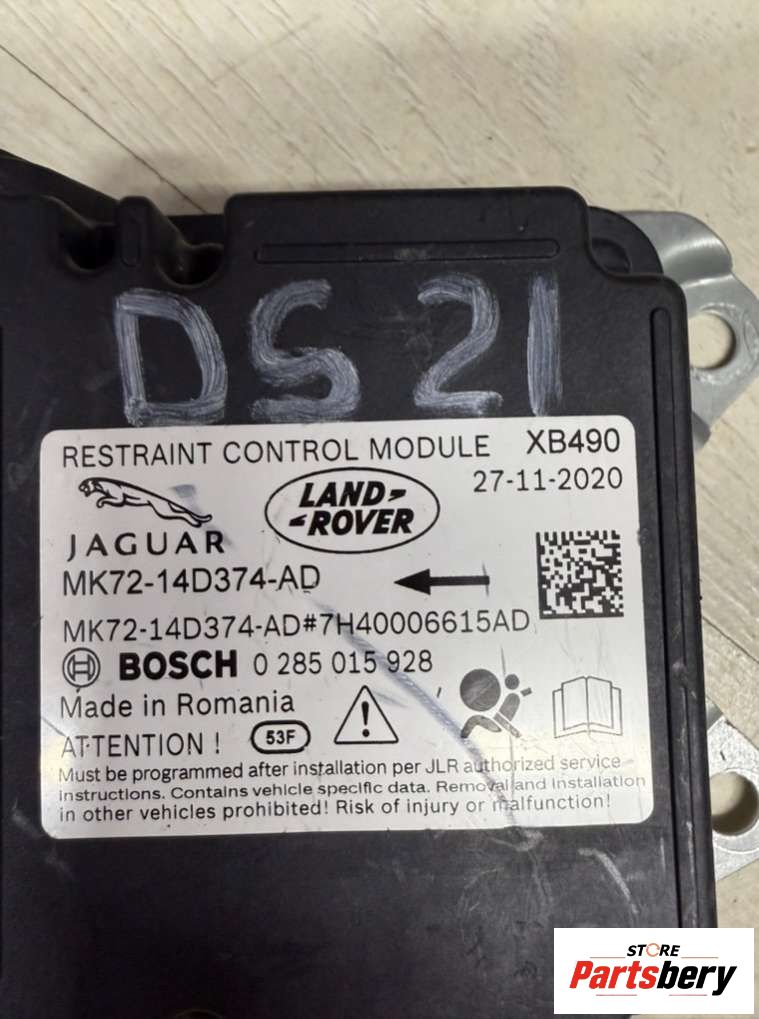 DS 21
RESTRAINT CONTROL MODULE XB490
27-11-2020
JAGUAR
LAND-
-ROVER
MK72-14D374-AD
MK72-14D374-AD#7H40006615AD
BOSCH 0 285 015 928
Made in Romania
ATTENTION ! 53F
Must be programmed after installation per JLR authorized service
instructions. Contains vehicle specific data. Removal and installation
in other vehicles prohibited! Risk of injury or malfunction!
STORE
Partsbery